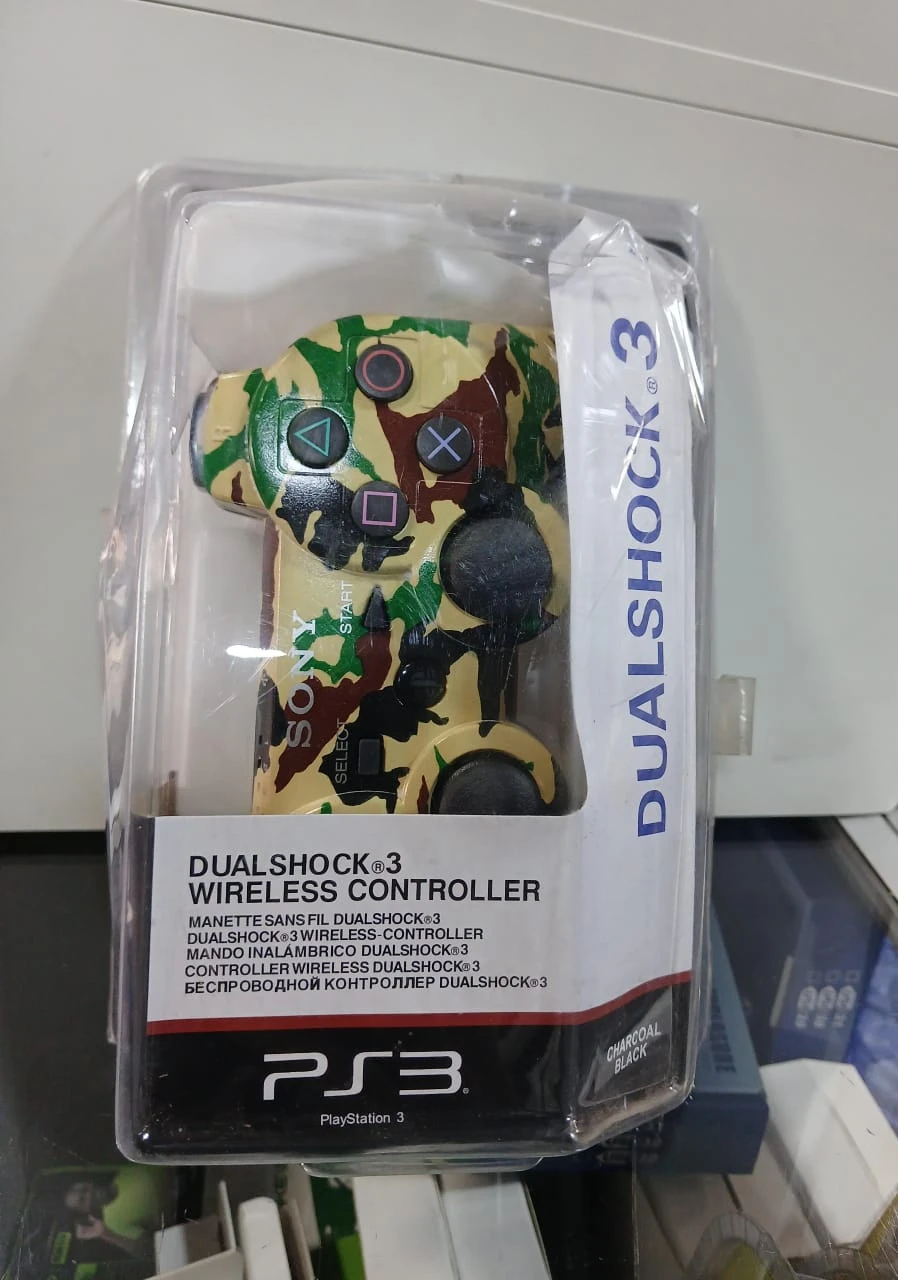 DUALSHOCK®3
SONY
START
SELECT
DUALSHOCK®3
WIRELESS CONTROLLER
MANETTE SANS FIL DUALSHOCK®3
DUALSHOCK®3 WIRELESS-CONTROLLER
MANDO INALÁMBRICO DUALSHOCK®3
CONTROLLER WIRELESS DUALSHOCK®3
БЕСПРОВОДНОЙ КОНТРОЛЛЕР DUALSHOCK®3
CHARCOAL
BLACK
PS3®
PlayStation 3